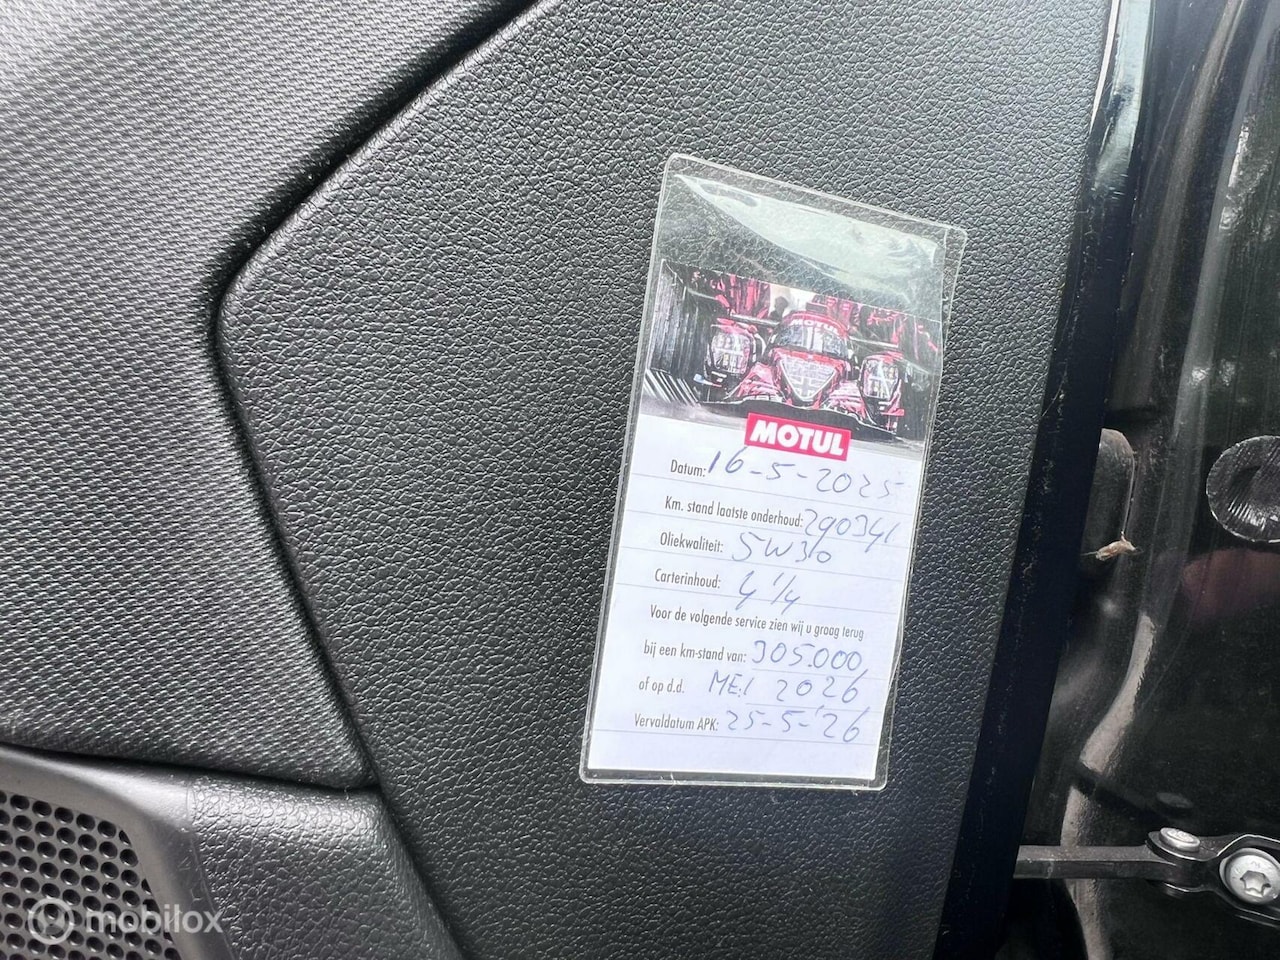 MOTUL
MOTUL
Datum: 16-5-2025
Km. stand laatste onderhoud: 290341
Oliekwaliteit: 5W30
Carterinhoud: 4 1/4
Voor de volgende service zien wij u graag terug
bij een km-stand van: 305.000
of op d.d. MEI 2026
Vervaldatum APK: 25-5-'26
mobilox